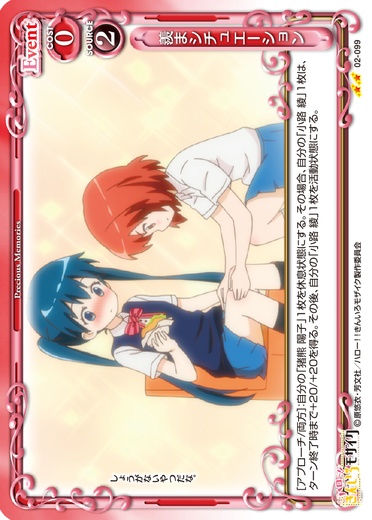 Event
COST
0
SOURCE
2
萎まシチュエーション
02-099
Precious Memories
しょうがないやつだな。
[アプローチ/両方]:自分の「猪熊 陽子」1枚を休息状態にする。その場合、自分の「小路 綾」1枚は、
ターン終了時まで+20/+20を得る。その後、自分の「小路 綾」1枚を活動状態にする。
ハロー!!
きんいろモザイク
©原悠衣・芳文社/ハロー!!きんいろモザイク製作委員会